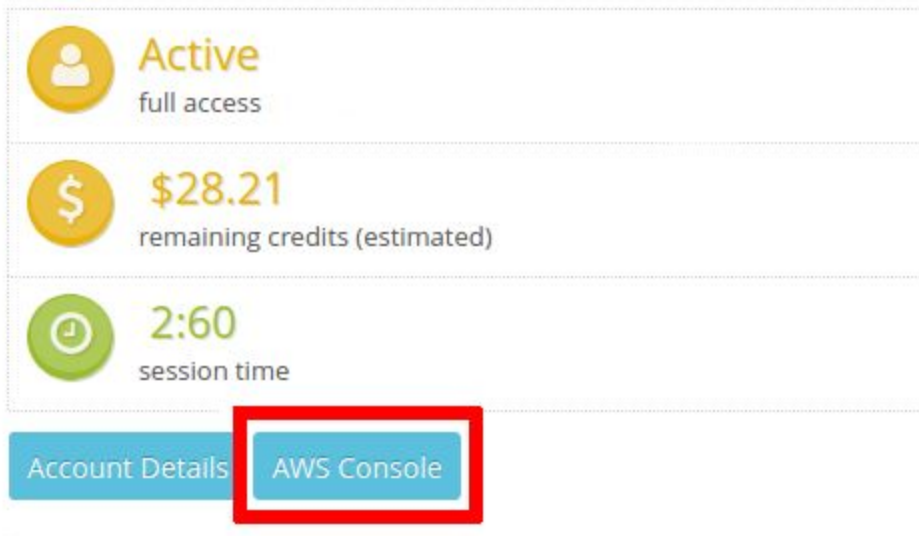 Active
full access
$28.21
remaining credits (estimated)
2:60
session time
Account Details
AWS Console